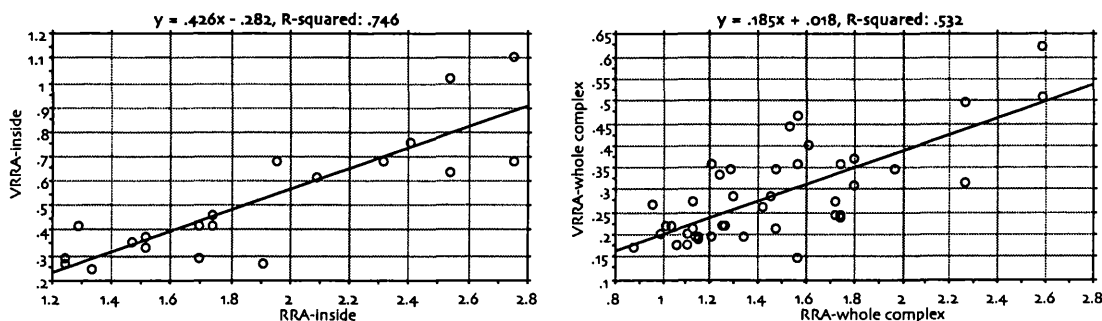 y = .426x - .282, R-squared: .746
1.2
1.1
1
.9
.8
.7
.6
.5
.4
.3
.2
VRRA-inside
1.2 1.4 1.6 1.8 2 2.2 2.4 2.6 2.8
RRA-inside
y = .185x + .018, R-squared: .532
.65
.55
.5
.45
.35
.3
.25
.2
.15
.1
VRRA-whole complex
.8 1 1.2 1.4 1.6 1.8 2 2.2 2.4 2.6 2.8
RRA-whole complex